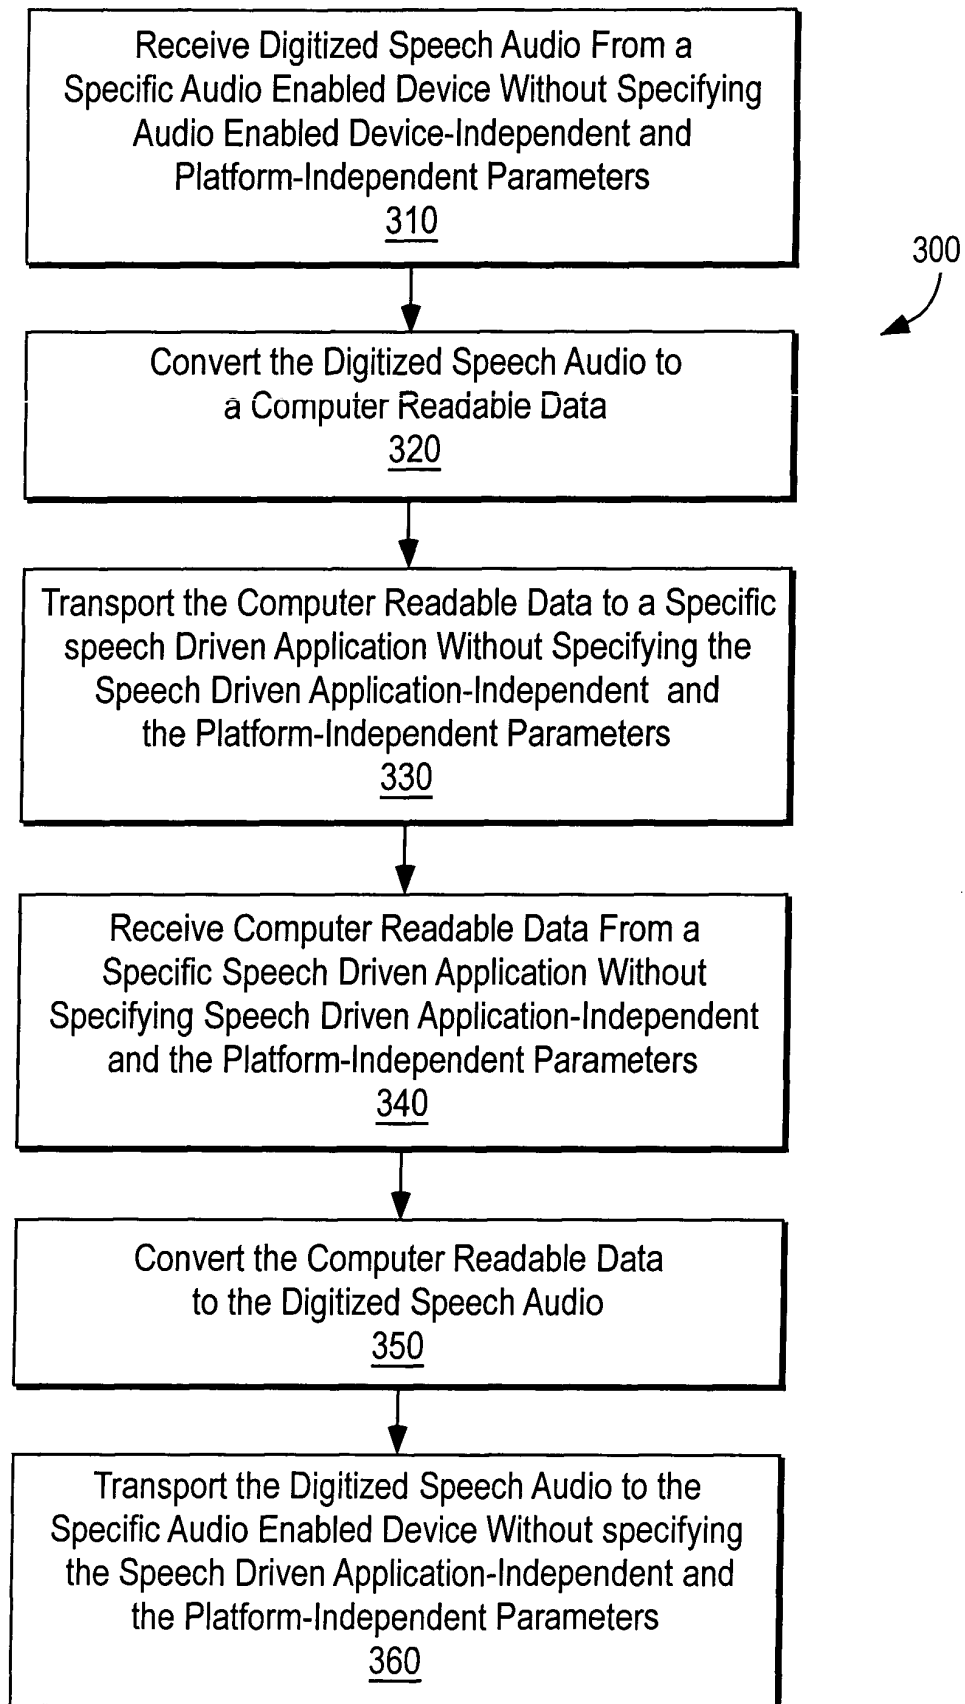 Receive Digitized Speech Audio From a
Specific Audio Enabled Device Without Specifying
Audio Enabled Device-Independent and
Platform-Independent Parameters
310
300
Convert the Digitized Speech Audio to
a Computer Readable Data
320
Transport the Computer Readable Data to a Specific
speech Driven Application Without Specifying the
Speech Driven Application-Independent and
the Platform-Independent Parameters
330
Receive Computer Readable Data From a
Specific Speech Driven Application Without
Specifying Speech Driven Application-Independent
and the Platform-Independent Parameters
340
Convert the Computer Readable Data
to the Digitized Speech Audio
350
Transport the Digitized Speech Audio to the
Specific Audio Enabled Device Without specifying
the Speech Driven Application-Independent and
the Platform-Independent Parameters
360